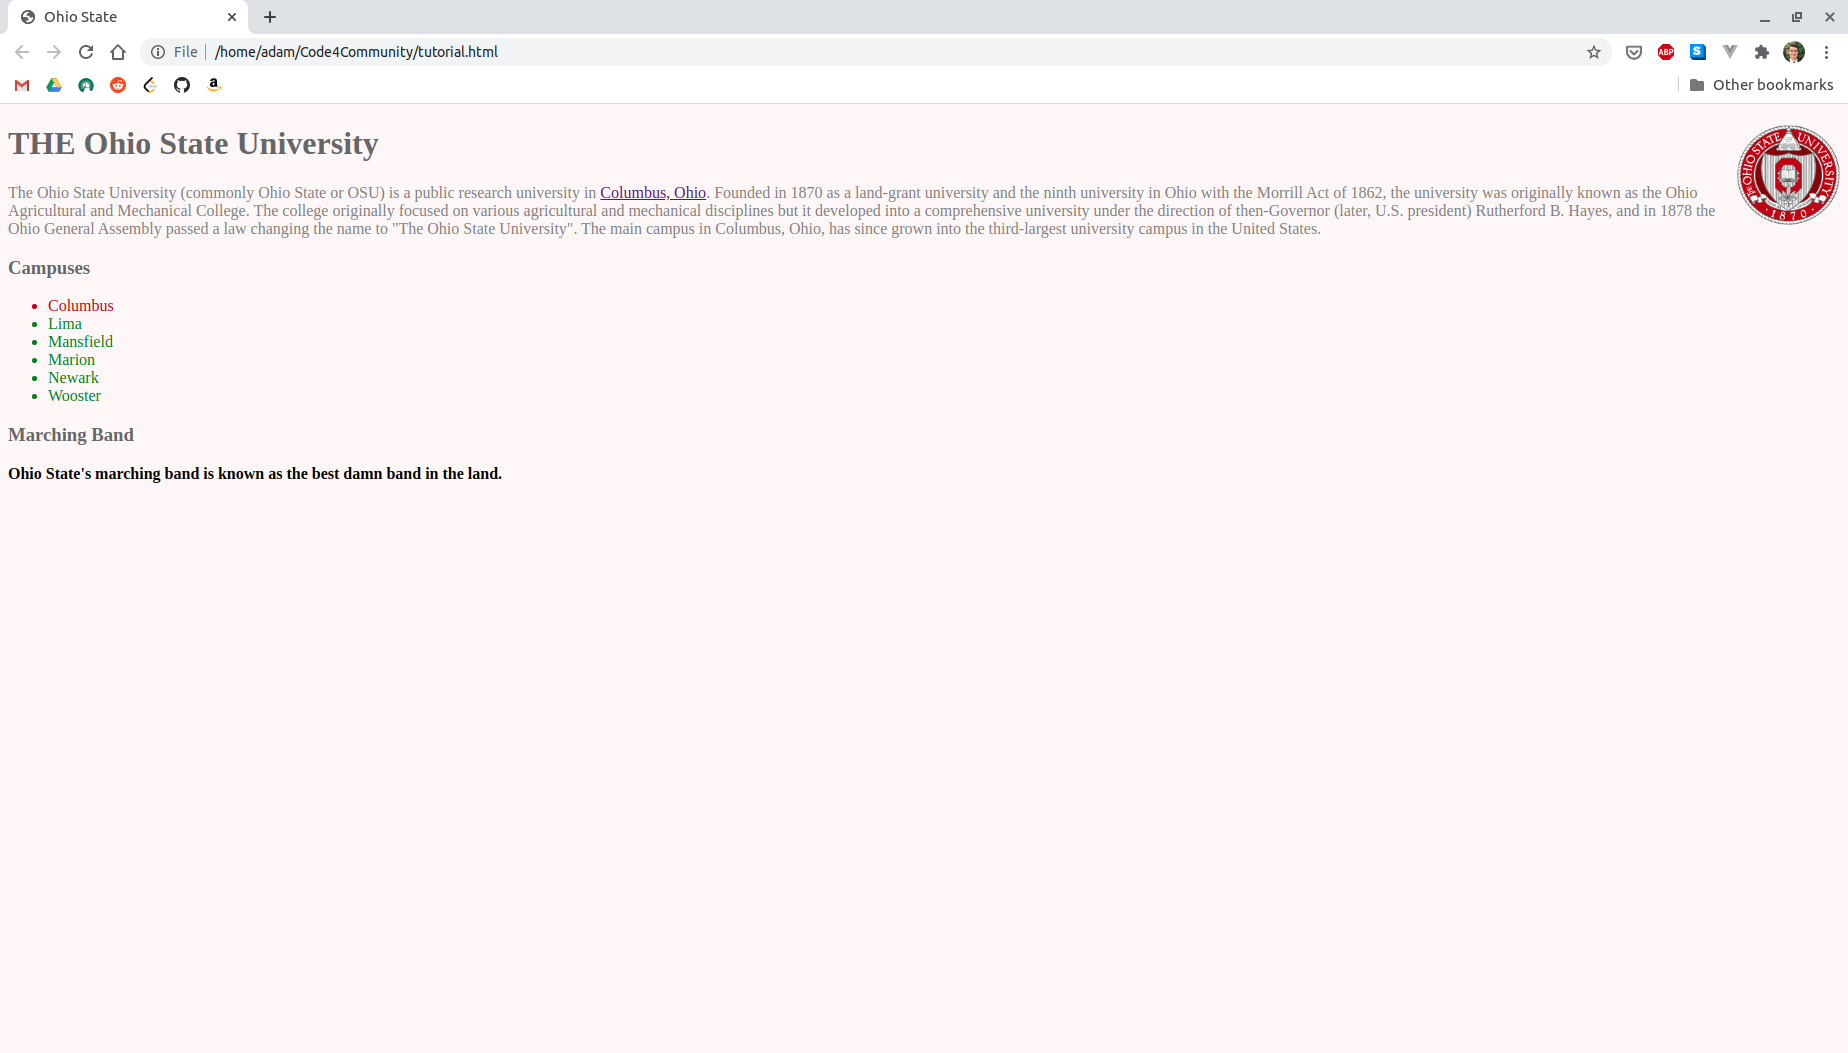 Ohio State
File
/home/adam/Code4Community/tutorial.html
ABP
S
a
Other bookmarks
THE Ohio State University
THE OHIO STATE UNIVERSITY
1870
The Ohio State University (commonly Ohio State or OSU) is a public research university in Columbus, Ohio. Founded in 1870 as a land-grant university and the ninth university in Ohio with the Morrill Act of 1862, the university was originally known as the Ohio
Agricultural and Mechanical College. The college originally focused on various agricultural and mechanical disciplines but it developed into a comprehensive university under the direction of then-Governor (later, U.S. president) Rutherford B. Hayes, and in 1878 the
Ohio General Assembly passed a law changing the name to "The Ohio State University". The main campus in Columbus, Ohio, has since grown into the third-largest university campus in the United States.
Campuses
Columbus
Lima
Mansfield
Marion
Newark
Wooster
Marching Band
Ohio State's marching band is known as the best damn band in the land.